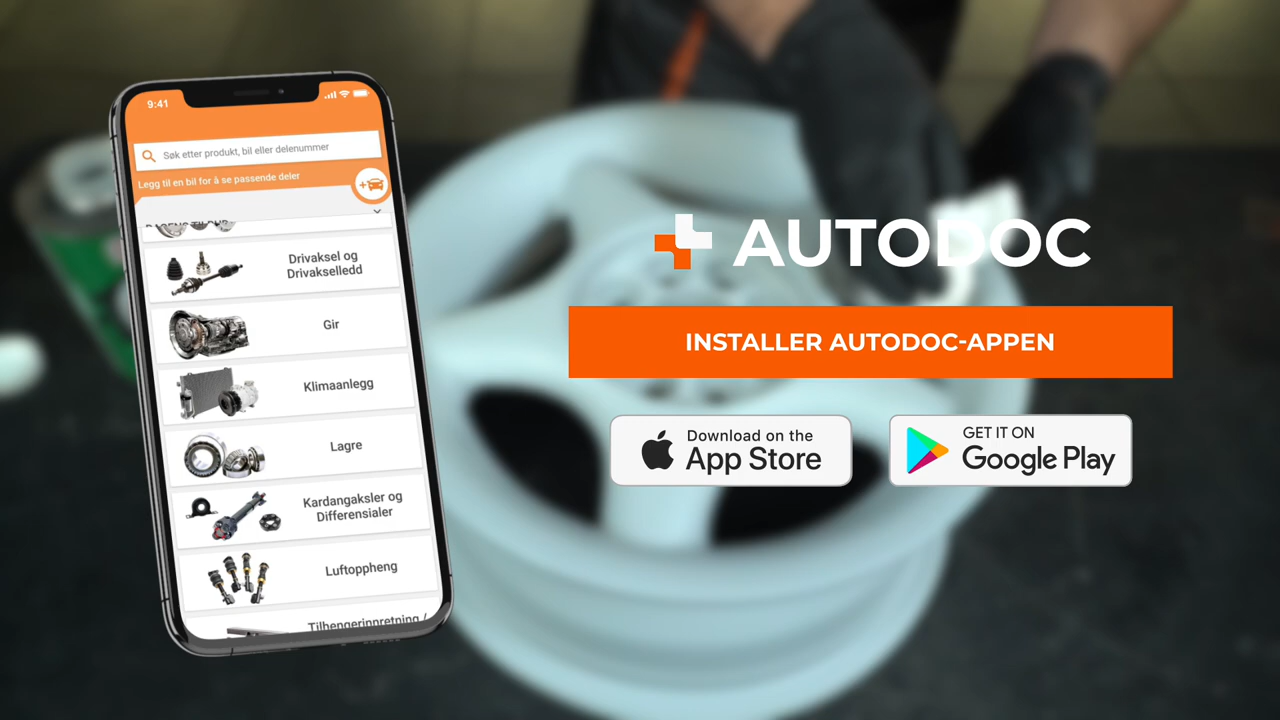 9:41
Søk etter produkt, bil eller delenummer
Legg til en bil for å se passende deler
Drivaksel og
Drivakselledd
Gir
Klimaanlegg
Lagre
Kardangaksler og
Differensialer
Luftoppheng
Tilhengerinnretning /
AUTODOC
INSTALLER AUTODOC-APPEN
Download on the
App Store
GET IT ON
Google Play